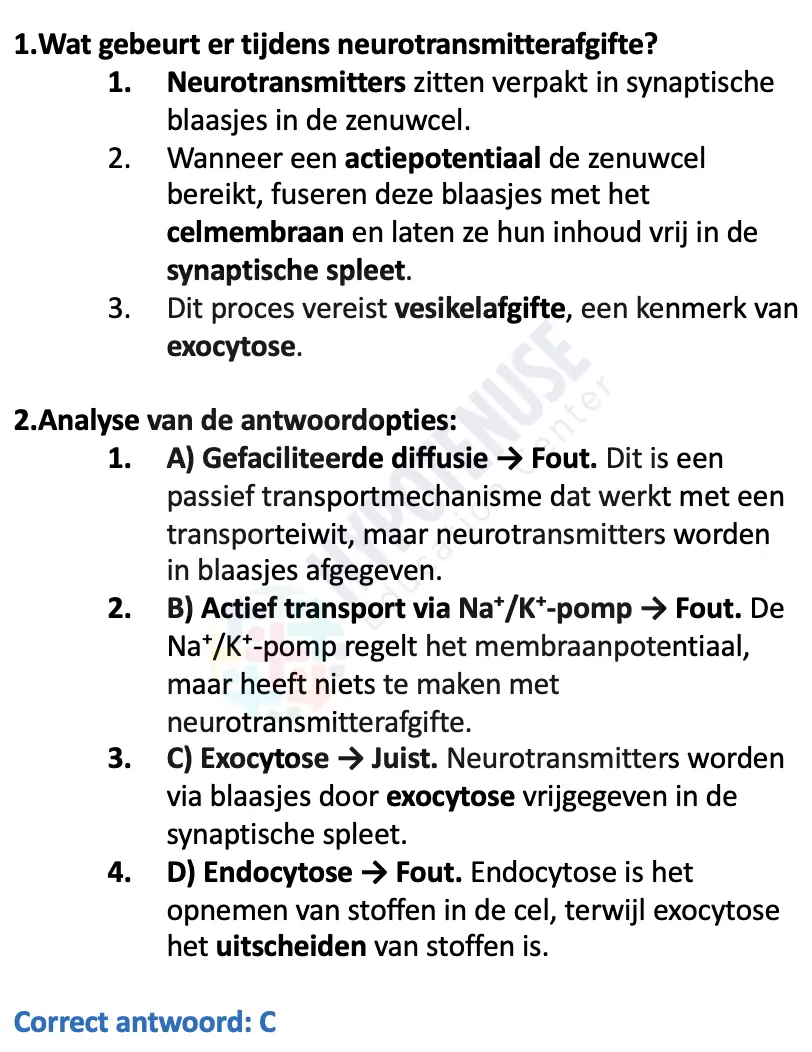 1.Wat gebeurt er tijdens neurotransmitterafgifte?
1. Neurotransmitters zitten verpakt in synaptische
blaasjes in de zenuwcel.
2. Wanneer een actiepotentiaal de zenuwcel
bereikt, fuseren deze blaasjes met het
celmembraan en laten ze hun inhoud vrij in de
synaptische spleet.
3. Dit proces vereist vesikelafgifte, een kenmerk van
exocytose.
2.Analyse van de antwoordopties:
1. A) Gefaciliteerde diffusie → Fout. Dit is een
passief transportmechanisme dat werkt met een
transporteiwit, maar neurotransmitters worden
in blaasjes afgegeven.
2. B) Actief transport via Na⁺/K⁺-pomp → Fout. De
Na⁺/K⁺-pomp regelt het membraanpotentiaal,
maar heeft niets te maken met
neurotransmitterafgifte.
3. C) Exocytose → Juist. Neurotransmitters worden
via blaasjes door exocytose vrijgegeven in de
synaptische spleet.
4. D) Endocytose → Fout. Endocytose is het
opnemen van stoffen in de cel, terwijl exocytose
het uitscheiden van stoffen is.
Correct antwoord: C
HYPOTENUSE
Education Center